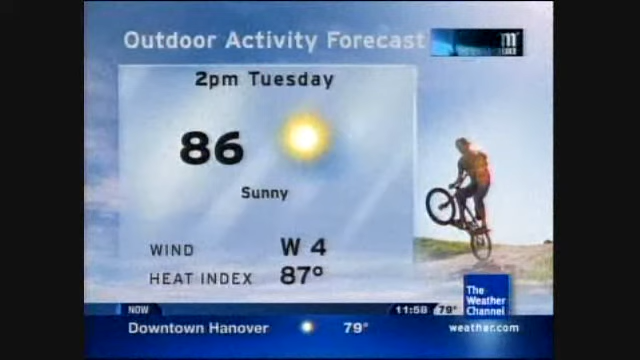 Outdoor Activity Forecast
2pm Tuesday
86
Sunny
WIND W 4
HEAT INDEX 87°
The
Weather
Channel
NOW 11:58 79°
Downtown Hanover 79° weather.com